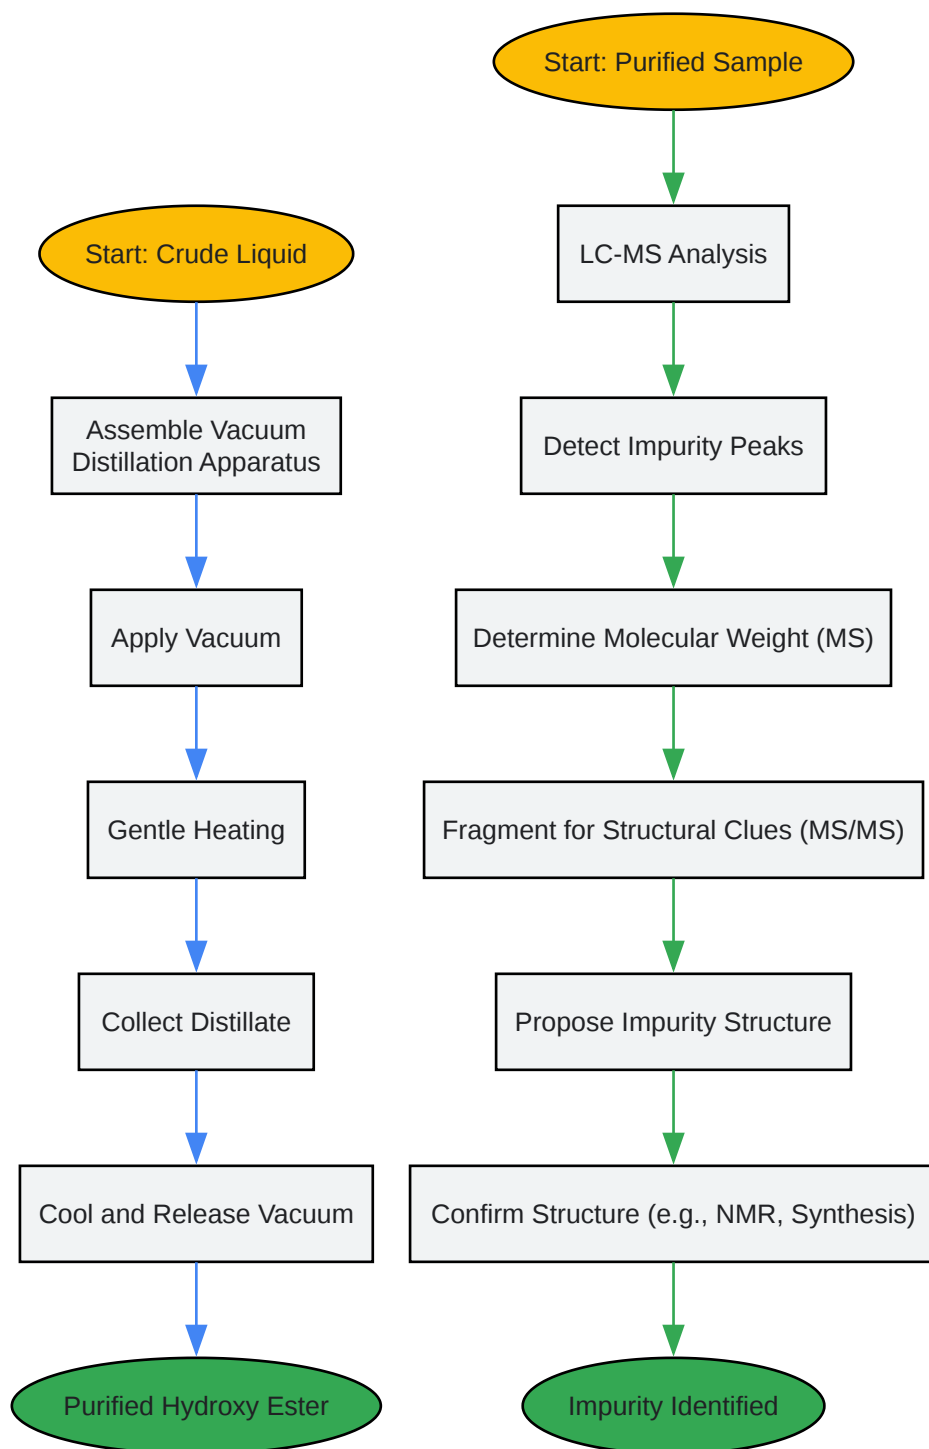 Start: Crude Liquid
Assemble Vacuum
Distillation Apparatus
Apply Vacuum
Gentle Heating
Collect Distillate
Cool and Release Vacuum
Purified Hydroxy Ester
Start: Purified Sample
LC-MS Analysis
Detect Impurity Peaks
Determine Molecular Weight (MS)
Fragment for Structural Clues (MS/MS)
Propose Impurity Structure
Confirm Structure (e.g., NMR, Synthesis)
Impurity Identified